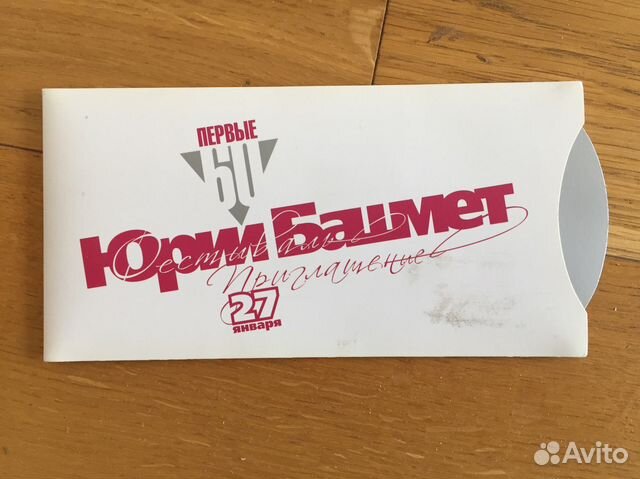 ПЕРВЫЕ
60
Юрий Башмет
Фестиваль
Приглашение
27
января
Avito